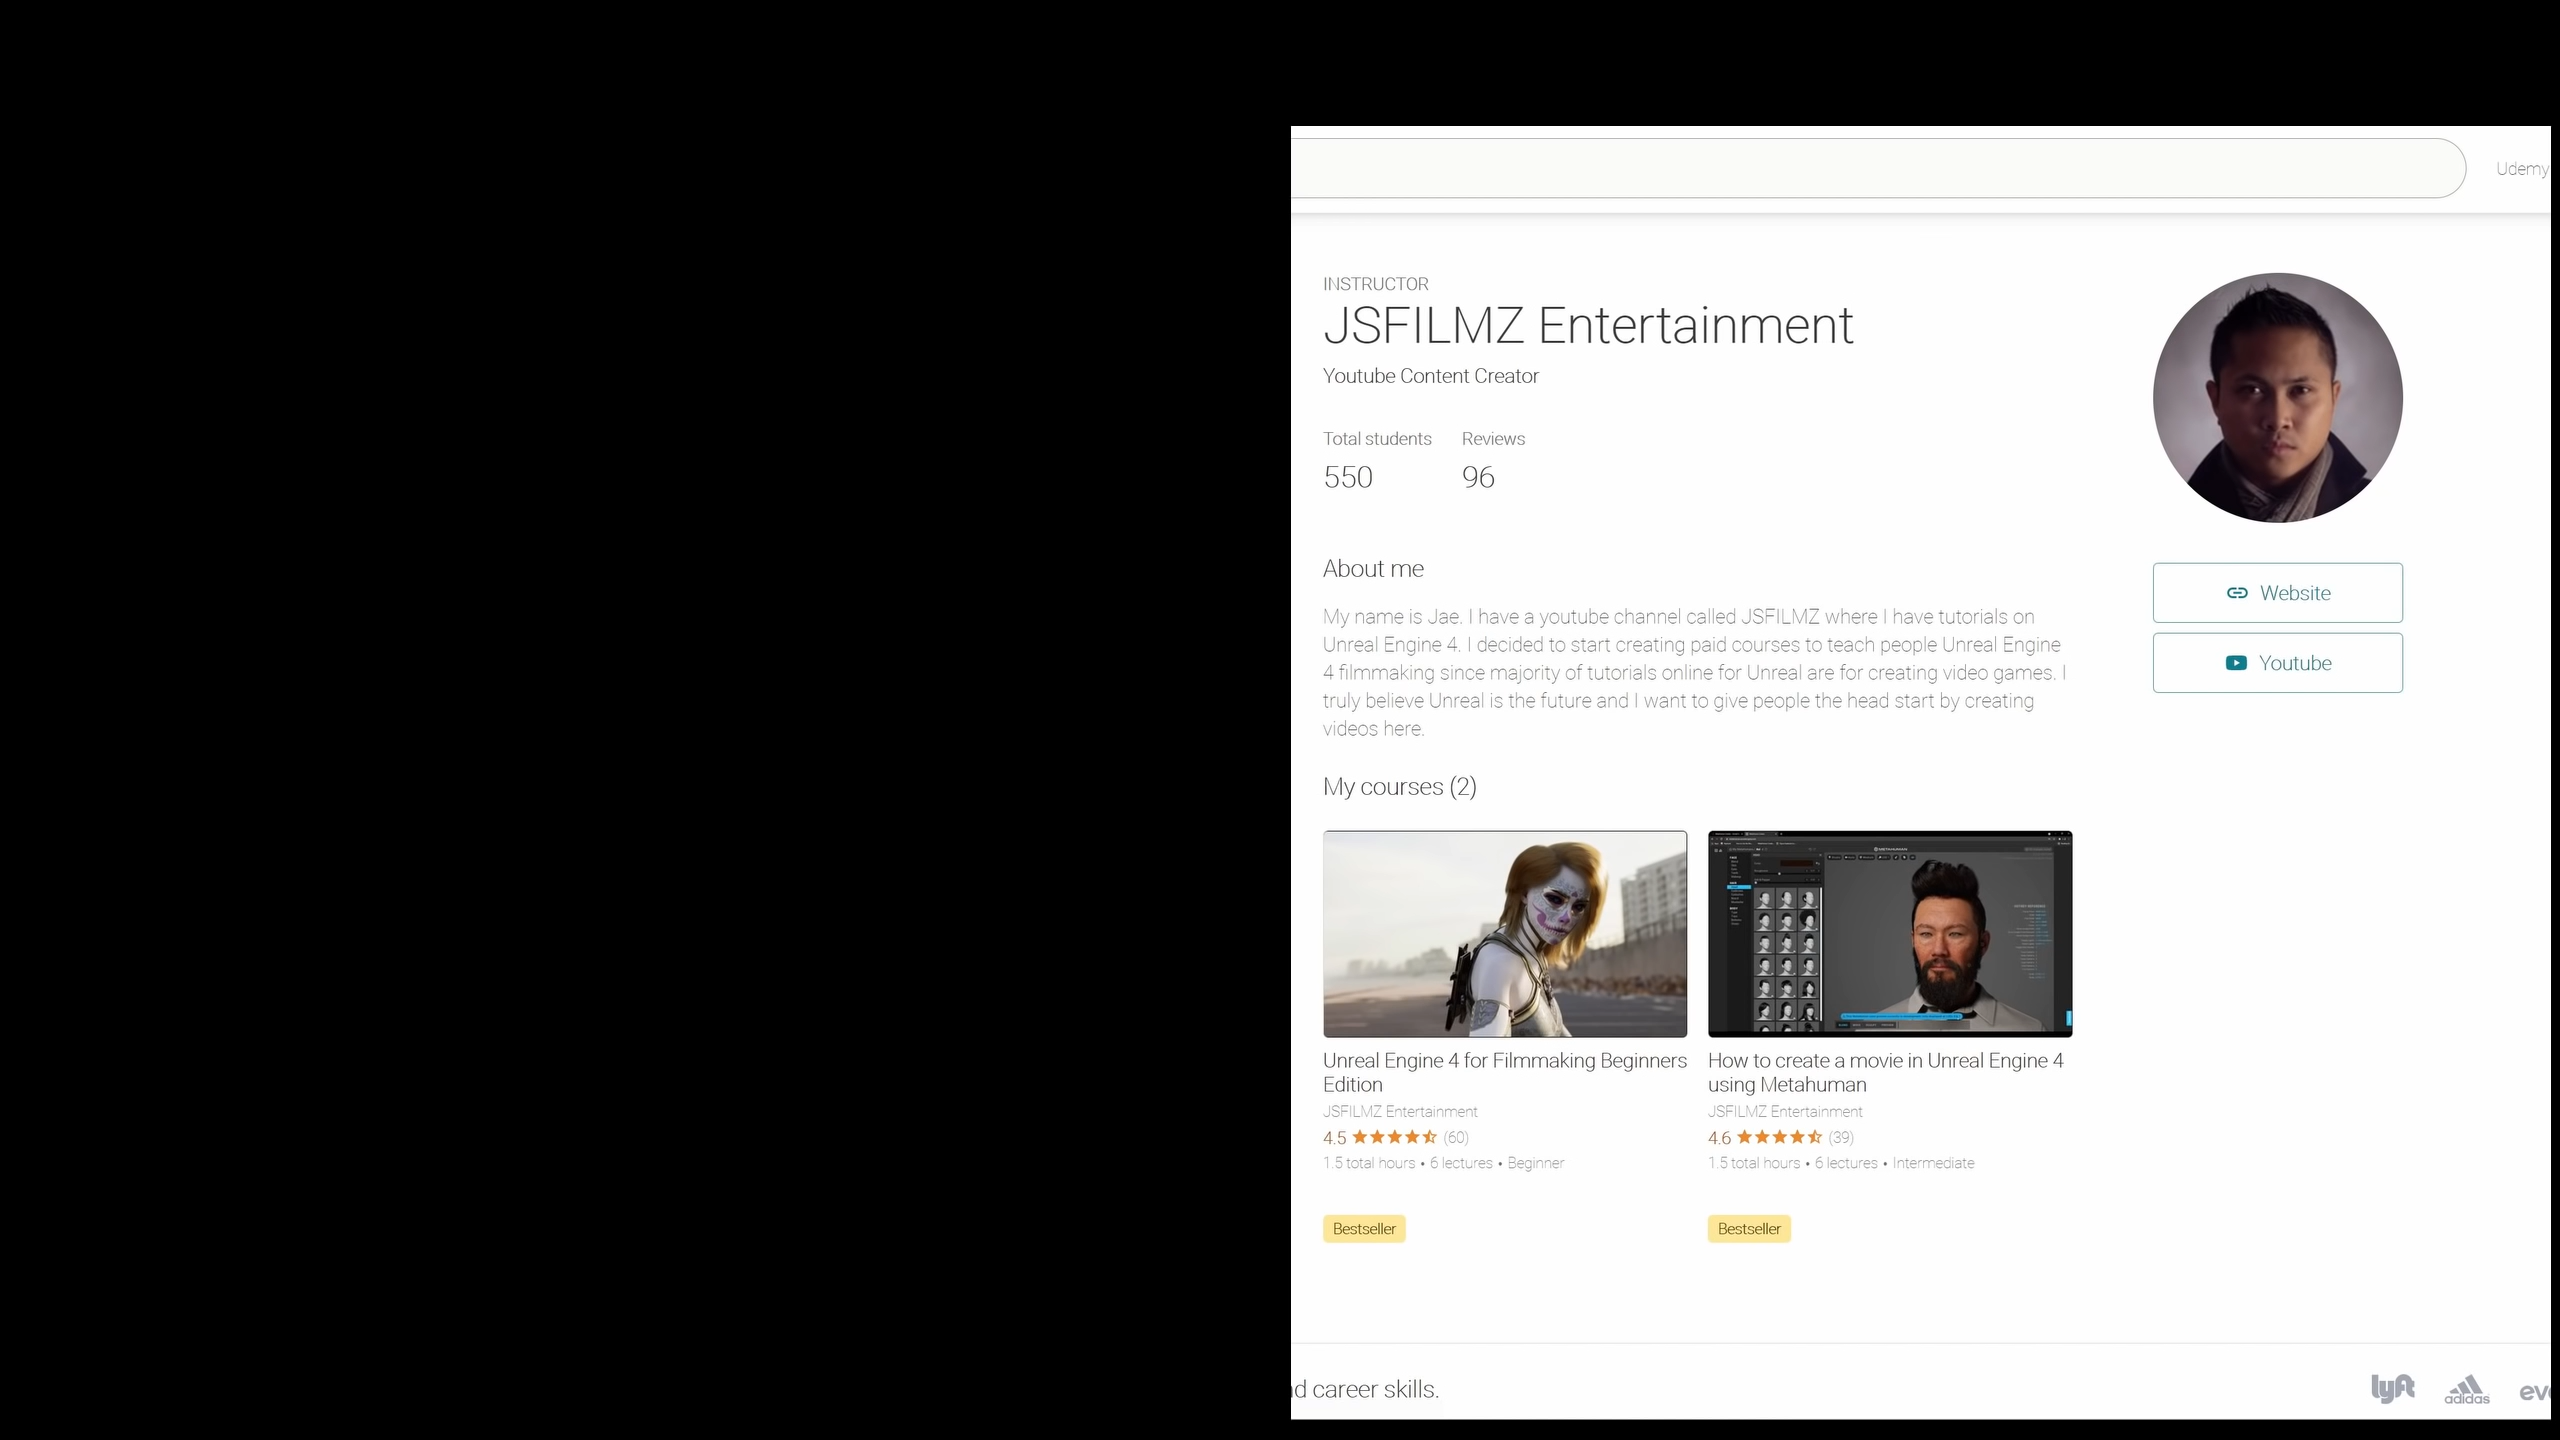 Udemy
INSTRUCTOR
JSFILMZ Entertainment
Youtube Content Creator
Total students
Reviews
550
96
About me
My name is Jae. I have a youtube channel called JSFILMZ where I have tutorials on
Unreal Engine 4. I decided to start creating paid courses to teach people Unreal Engine
4 filmmaking since majority of tutorials online for Unreal are for creating video games. I
truly believe Unreal is the future and I want to give people the head start by creating
videos here.
Website
Youtube
My courses (2)
METAHUMAN
Unreal Engine 4 for Filmmaking Beginners
Edition
JSFILMZ Entertainment
4.5 (60)
1.5 total hours • 6 lectures • Beginner
Bestseller
How to create a movie in Unreal Engine 4
using Metahuman
JSFILMZ Entertainment
4.6 (39)
1.5 total hours • 6 lectures • Intermediate
Bestseller
career skills.
lyft
adidas